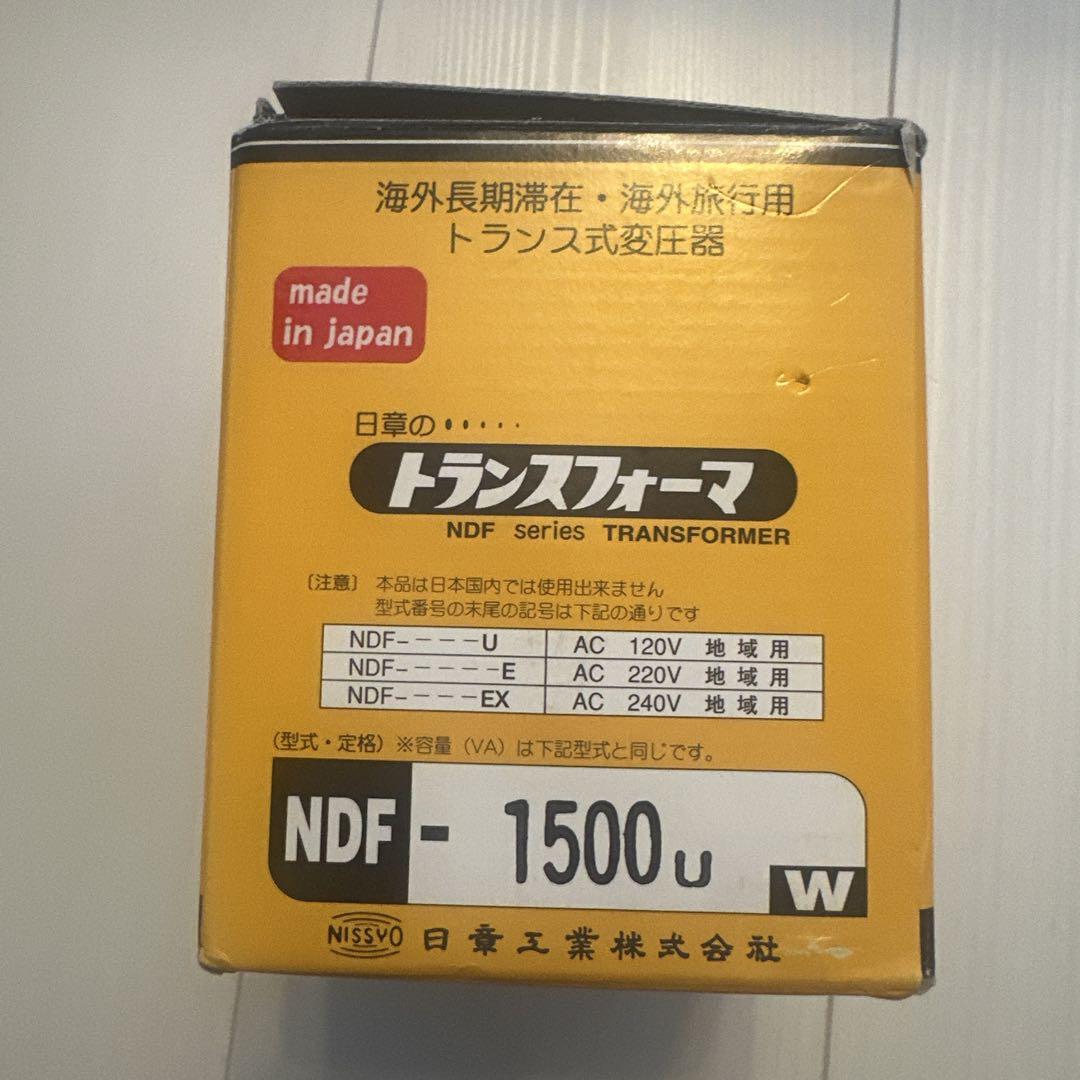 海外長期滞在・海外旅行用
トランス式変圧器
made
in japan
日章の・・・・・
トランスフォーマ
NDF series TRANSFORMER
〔注意〕 本品は日本国内では使用出来ません
型式番号の末尾の記号は下記の通りです
NDF----U AC 120V 地域用
NDF-----E AC 220V 地域用
NDF----EX AC 240V 地域用
(型式・定格) ※容量(VA)は下記型式と同じです。
NDF - 1500U W
NISSYO 日章工業株式会社